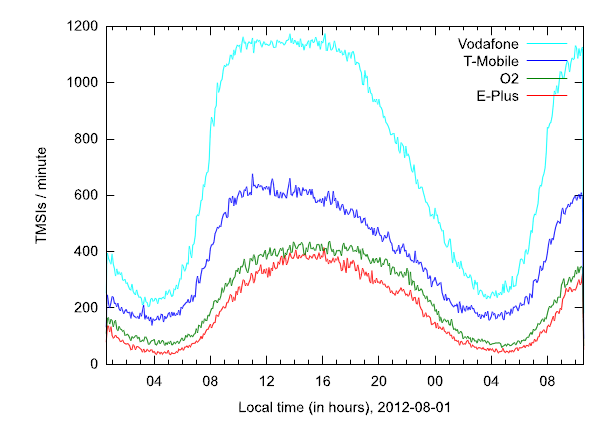 1200
1000
800
600
400
200
0
TMSIs / minute
Vodafone
T-Mobile
O2
E-Plus
04 08 12 16 20 00 04 08
Local time (in hours), 2012-08-01